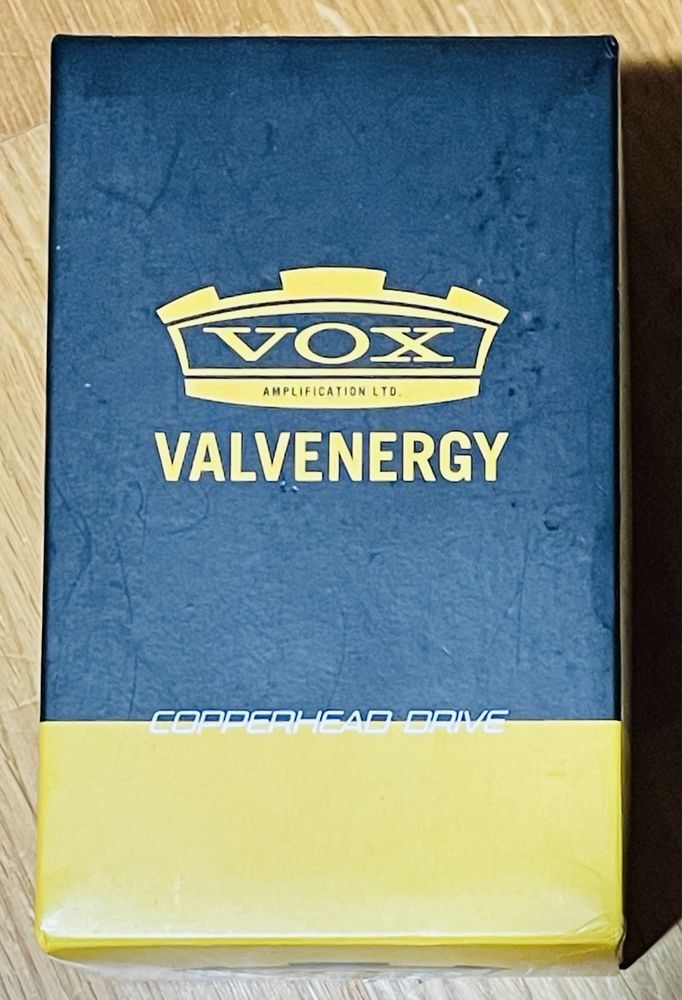 VOX
AMPLIFICATION LTD.
VALVENERGY
COPPERHEAD DRIVE